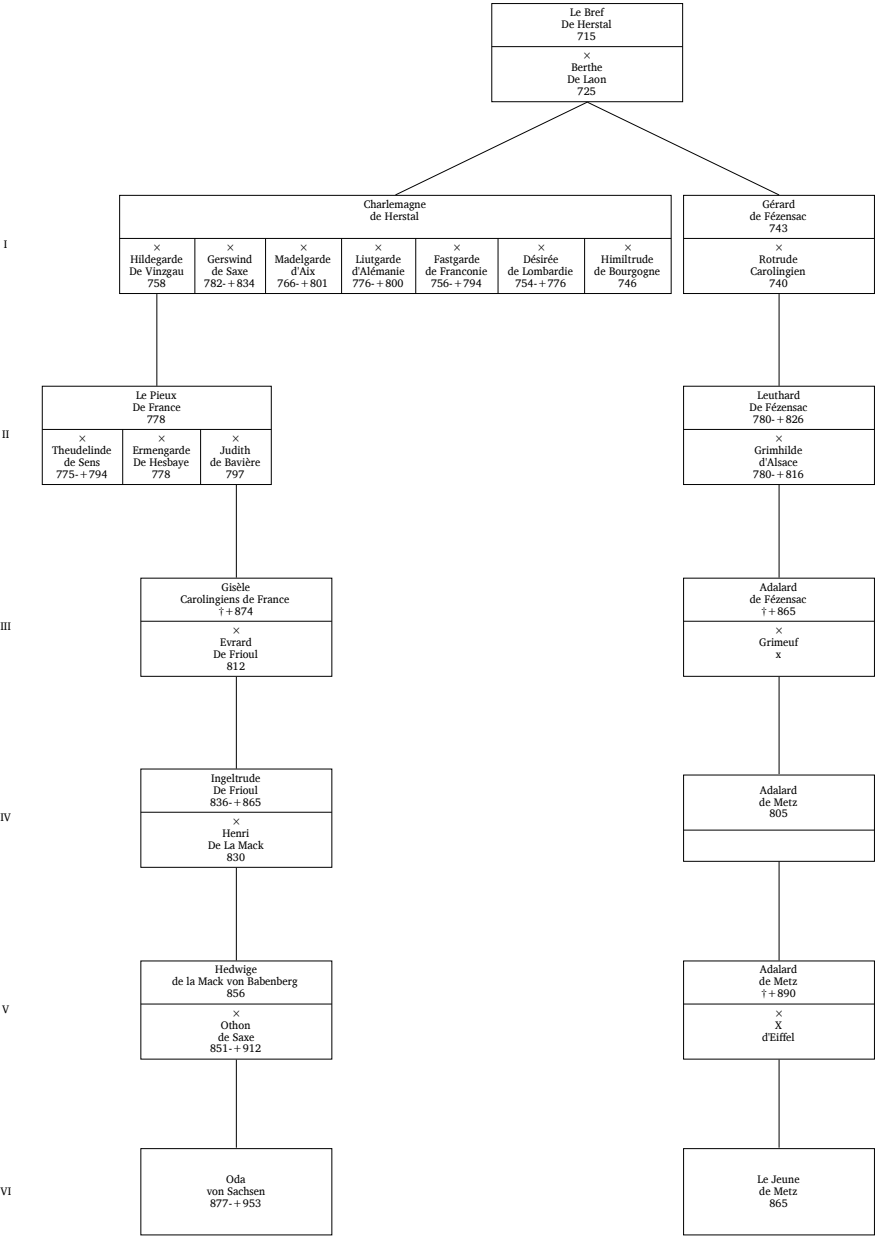 Le Bref
De Herstal
715
×
Berthe
De Laon
725
I
Charlemagne
de Herstal
×
Hildegarde
De Vinzgau
758
×
Gerswind
de Saxe
782-+834
×
Madelgarde
d'Aix
766-+801
×
Liutgarde
d'Alémanie
776-+800
×
Fastgarde
de Franconie
756-+794
×
Désirée
de Lombardie
754-+776
×
Himiltrude
de Bourgogne
746
Gérard
de Fézensac
743
×
Rotrude
Carolingien
740
II
Le Pieux
De France
778
×
Theudelinde
de Sens
775-+794
×
Ermengarde
De Hesbaye
778
×
Judith
de Bavière
797
Leuthard
De Fézensac
780-+826
×
Grimhilde
d'Alsace
780-+816
III
Gisèle
Carolingiens de France
†+874
×
Evrard
De Frioul
812
Adalard
de Fézensac
†+865
×
Grimeuf
x
IV
Ingeltrude
De Frioul
836-+865
×
Henri
De La Mack
830
Adalard
de Metz
805
V
Hedwige
de la Mack von Babenberg
856
×
Othon
de Saxe
851-+912
Adalard
de Metz
†+890
×
X
d'Eiffel
VI
Oda
von Sachsen
877-+953
Le Jeune
de Metz
865